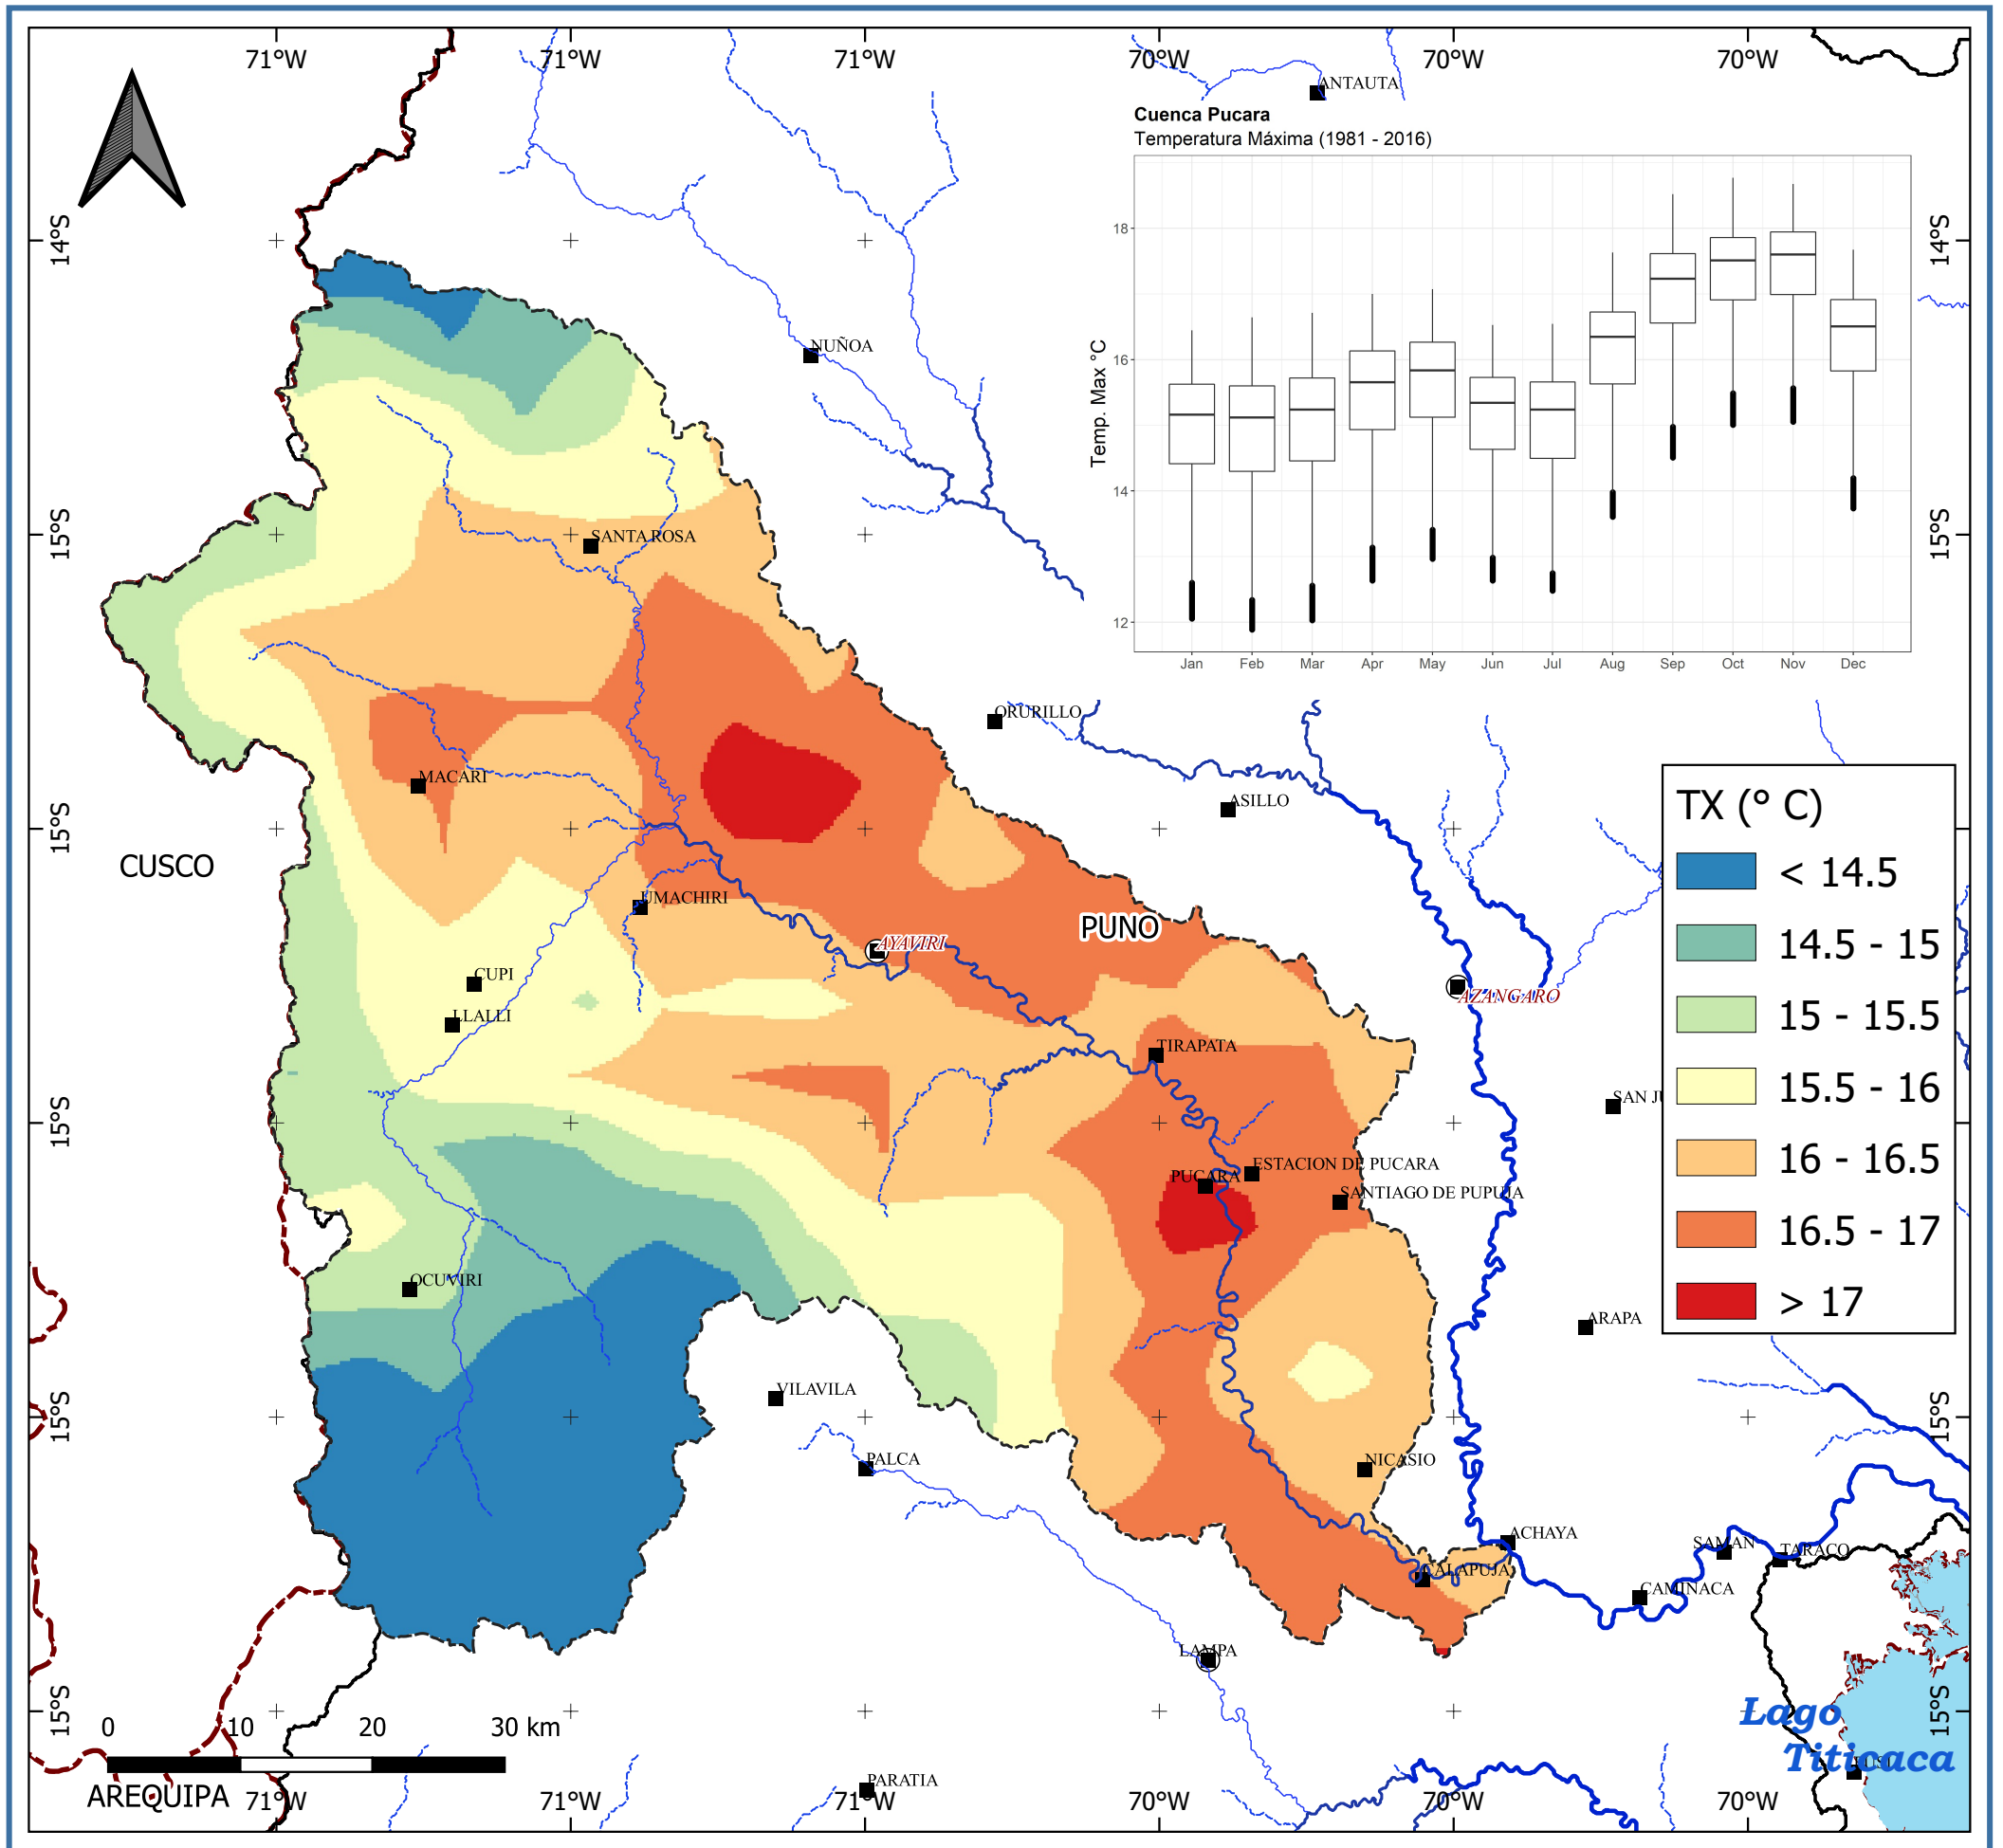 71°W 71°W 71°W 70°W 70°W 70°W
ANTAUTA
Cuenca Pucara
Temperatura Máxima (1981 - 2016)
18
16
14
12
Temp. Max °C
Jan Feb Mar Apr May Jun Jul Aug Sep Oct Nov Dec
14°S
14°S
NUÑOA
15°S
15°S
SANTA ROSA
ORURILLO
MACARI
ASILLO
15°S
CUSCO
UMACHIRI
PUNO
AYAVIRI
CUPI
AZANGARO
LLALLI
TIRAPATA
SAN JU
15°S
ESTACION DE PUCARA
PUCARA
SANTIAGO DE PUPUJA
OCUVIRI
ARAPA
TX (° C)
< 14.5
14.5 - 15
15 - 15.5
15.5 - 16
16 - 16.5
16.5 - 17
> 17
VILAVILA
15°S
15°S
PALCA
NICASIO
ACHAYA
SAMAN
TARACO
CALAPUJA
CAMINACA
LAMPA
15°S
15°S
Lago
Titicaca
0 10 20 30 km
PARATIA
AREQUIPA
71°W 71°W 71°W 70°W 70°W 70°W